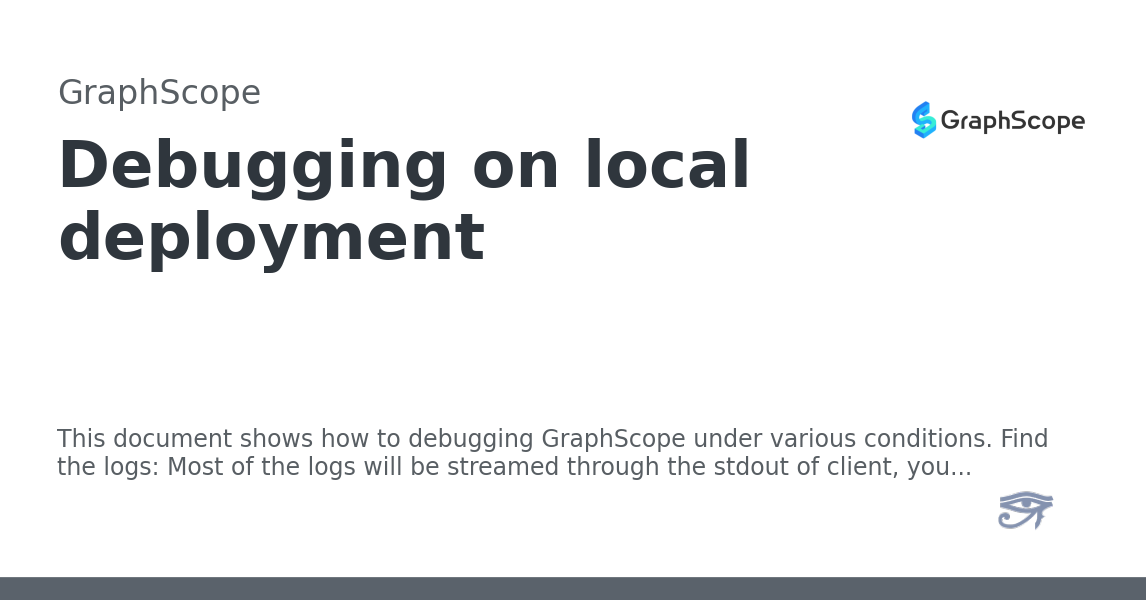 GraphScope
GraphScope
Debugging on local
deployment
This document shows how to debugging GraphScope under various conditions. Find
the logs: Most of the logs will be streamed through the stdout of client, you...